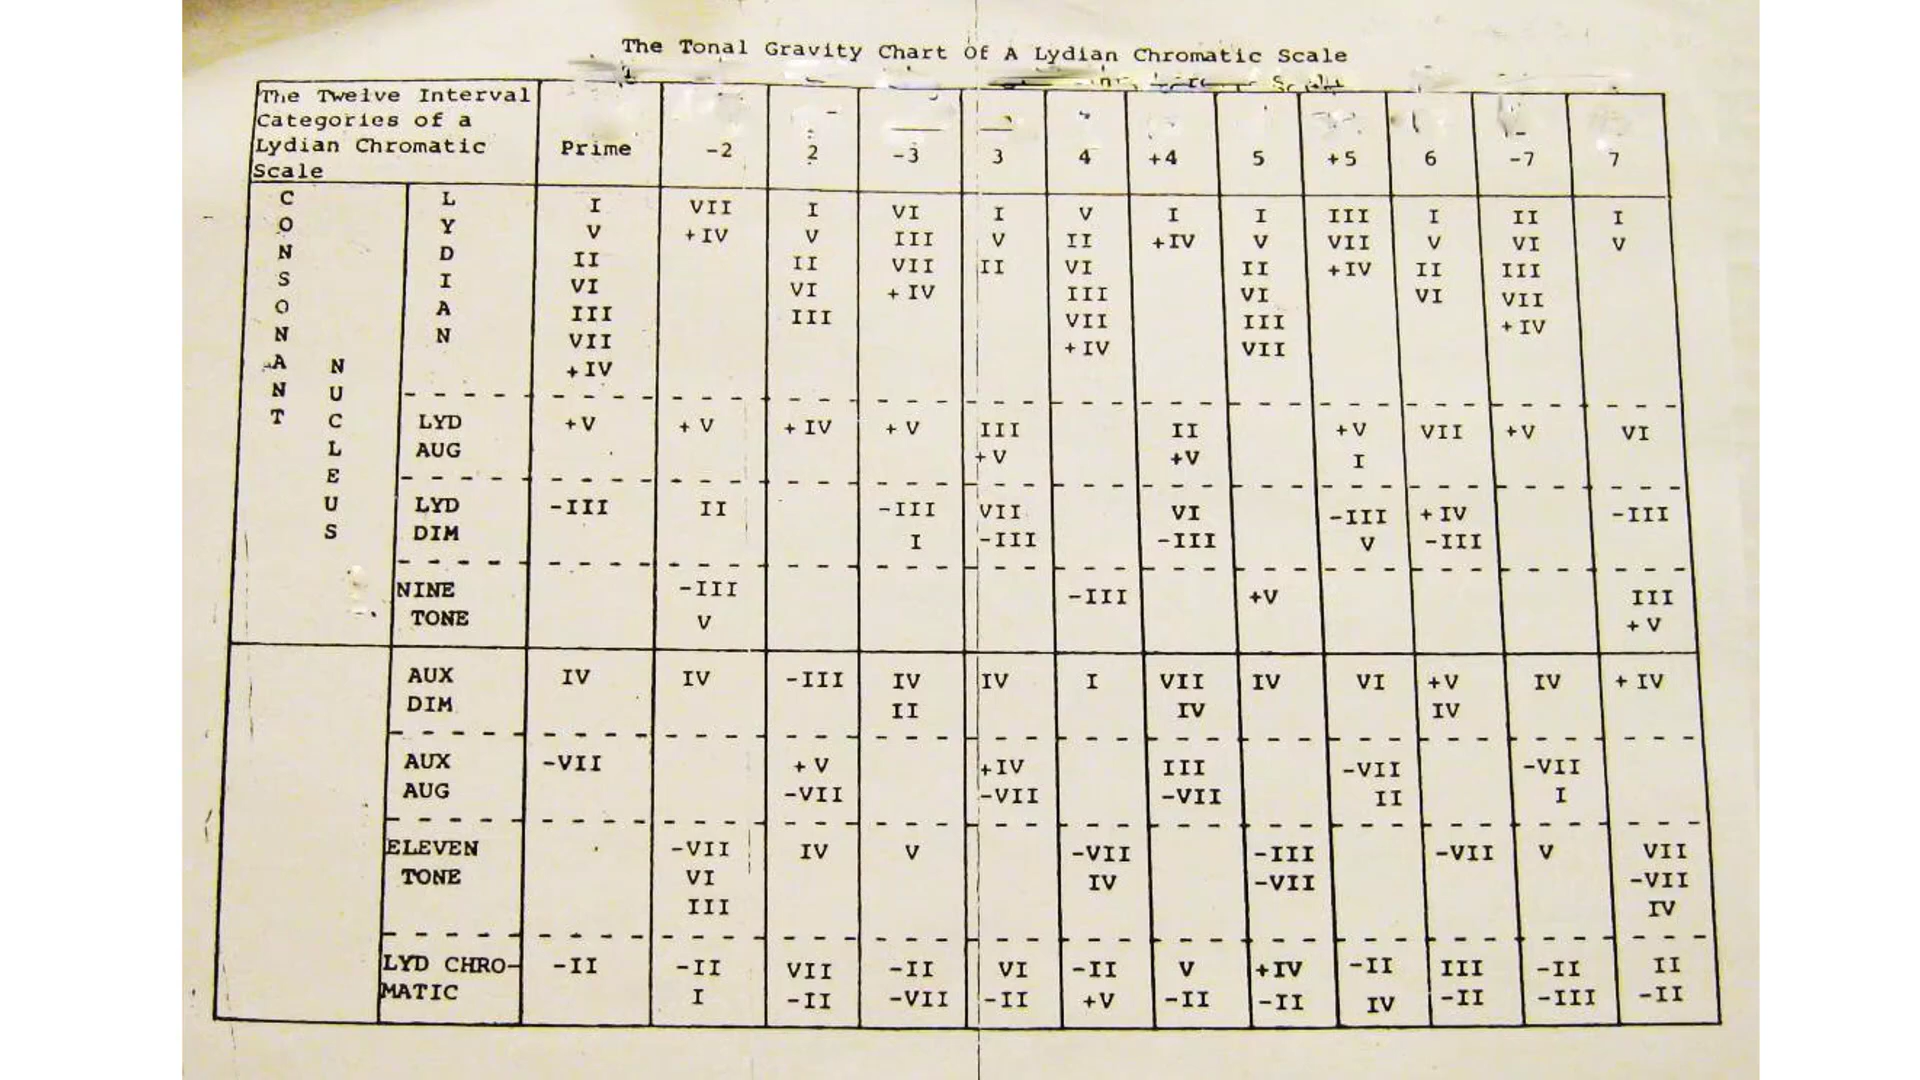 The Tonal Gravity Chart Of A Lydian Chromatic Scale
The Twelve Interval
Categories of a
Lydian Chromatic
Scale
Prime -2 2 -3 3 4 +4 5 +5 6 -7 7
CONSONANT
NUCLEUS
LYDIAN
I VII I VI I V I I III I II I
V +IV V III V II +IV V VII V VI V
II II VII II VI II +IV II III
VI VI +IV III VI VI VII
III III VII III +IV
VII +IV VII
+IV
LYD +V +V +IV +V III II +V VII +V VI
AUG +V +V I
LYD -III II -III VII VI -III +IV -III
DIM I -III -III V -III
NINE -III -III +V III
TONE V +V
AUX IV IV -III IV IV I VII IV VI +V IV +IV
DIM II IV IV
AUX -VII +V +IV III -VII -VII
AUG -VII -VII -VII II I
ELEVEN -VII IV V -VII -III -VII V VII
TONE VI IV -VII -VII
III IV
LYD CHRO- -II -II VII -II VI -II V +IV -II III -II II
MATIC I -II -VII -II +V -II -II IV -II -III -II